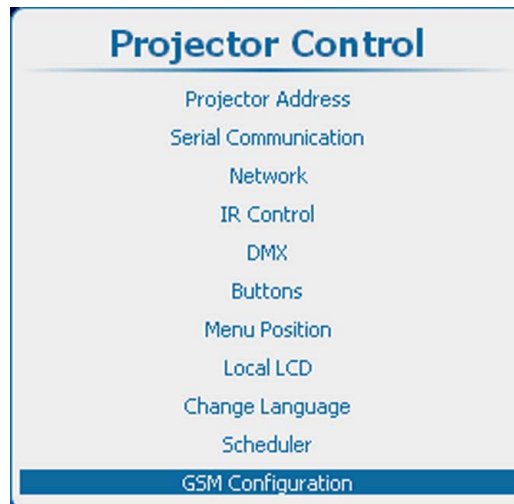 Projector Control
Projector Address
Serial Communication
Network
IR Control
DMX
Buttons
Menu Position
Local LCD
Change Language
Scheduler
GSM Configuration